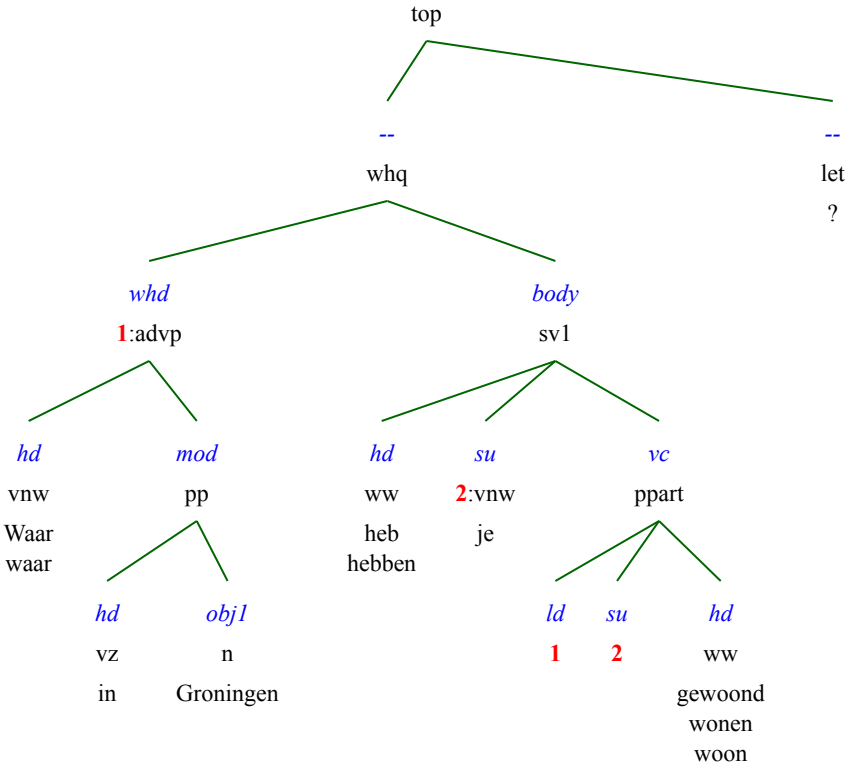 top
-- --
whq let
?
whd body
1:advp sv1
hd mod hd su vc
vnw pp ww 2:vnw ppart
Waar heb je
waar hebben
hd obj1 ld su hd
vz n 1 2 ww
in Groningen gewoond
wonen
woon